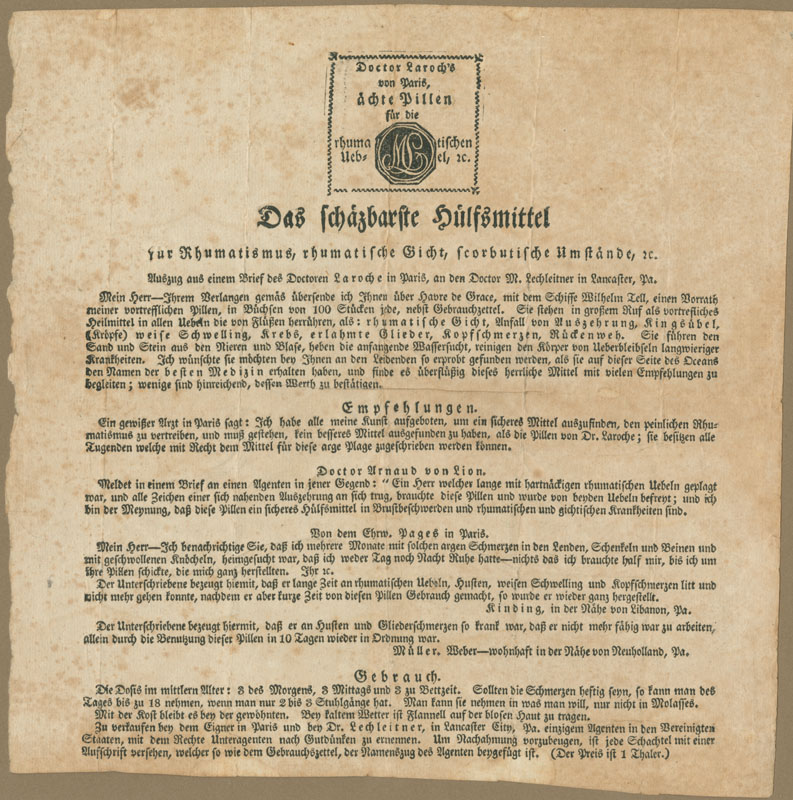 Doctor Laroch's
von Paris,
ächte Pillen
für die
rhuma tischen
Ueb- el, ꝛc.
Das schäzbarste Hülfsmittel
für Rhumatismus, rhumatische Gicht, scorbutische Umstände, ꝛc.
Auszug aus einem Brief des Doctoren Laroche in Paris, an den Doctor M. Lechleitner in Lancaster, Pa.
Mein Herr—Ihrem Verlangen gemäs übersende ich Ihnen über Havre de Grace, mit dem Schiffe Wilhelm Tell, einen Vorrath
meiner vortrefflichen Pillen, in Büchsen von 100 Stücken jede, nebst Gebrauchzettel. Sie stehen in großem Ruf als vortrefliches
Heilmittel in allen Uebeln die von Flüßen herrühren, als: rhumatische Gicht, Anfall von Auszehrung, Kingsübel,
(Kröpfe) weise Schwelling, Krebs, erlahmte Glieder, Kopfschmerzen, Rückenweh. Sie führen den
Sand und Stein aus den Nieren und Blase, heben die anfangende Wassersucht, reinigen den Körper von Ueberbleibseln langwieriger
Krankheiten. Ich wünschte sie möchten bey Ihnen an den Leidenden so erprobt gefunden werden, als sie auf dieser Seite des Oceans
den Namen der besten Medizin erhalten haben, und finde es überflüßig dieses herrliche Mittel mit vielen Empfehlungen zu
begleiten; wenige sind hinreichend, dessen Werth zu bestätigen.
Empfehlungen.
Ein gewißer Arzt in Paris sagt: Ich habe alle meine Kunst aufgeboten, um ein sicheres Mittel auszufinden, den peinlichen Rhu-
matismus zu vertreiben, und muß gestehen, kein besseres Mittel ausgefunden zu haben, als die Pillen von Dr. Laroche; sie besitzen alle
Tugenden welche mit Recht dem Mittel für diese arge Plage zugeschrieben werden können.
Doctor Arnaud von Lion.
Meldet in einem Brief an einen Agenten in jener Gegend: "Ein Herr welcher lange mit hartnäckigen rhumatischen Uebeln geplagt
war, und alle Zeichen einer sich nahenden Auszehrung an sich trug, brauchte diese Pillen und wurde von beyden Uebeln befreyt; und ich
bin der Meynung, daß diese Pillen ein sicheres Hülfsmittel in Brustbeschwerden und rhumatischen und gichtischen Krankheiten sind.
Von dem Ehrw. Pages in Paris.
Mein Herr—Ich benachrichtige Sie, daß ich mehrere Monate mit solchen argen Schmerzen in den Lenden, Schenkeln und Beinen und
mit geschwollenen Knöcheln, heimgesucht war, daß ich weder Tag noch Nacht Ruhe hatte—nichts das ich brauchte half mir, bis ich um
Ihre Pillen schickte, die mich ganz herstellten. Ihr ꝛc.
Der Unterschriebene bezeugt hiemit, daß er lange Zeit an rhumatischen Uebeln, Husten, weisen Schwelling und Kopfschmerzen litt und
nicht mehr gehen konnte, nachdem er aber kurze Zeit von diesen Pillen Gebrauch gemacht, so wurde er wieder ganz hergestellt.
Kinding, in der Nähe von Libanon, Pa.
Der Unterschriebene bezeugt hiermit, daß er an Husten und Gliederschmerzen so krank war, daß er nicht mehr fähig war zu arbeiten,
allein durch die Benutzung dieser Pillen in 10 Tagen wieder in Ordnung war.
Müller. Weber—wohnhaft in der Nähe von Neuholland, Pa.
Gebrauch.
Die Dosis im mittlern Alter: 3 des Morgens, 3 Mittags und 3 zu Bettzeit. Sollten die Schmerzen heftig seyn, so kann man des
Tages bis zu 18 nehmen, wenn man nur 2 bis 3 Stuhlgänge hat. Man kann sie nehmen in was man will, nur nicht in Molasses.
Mit der Kost bleibt es bey der gewöhnten. Bey kaltem Wetter ist Flannell auf der blosen Haut zu tragen.
Zu verkaufen bey dem Eigner in Paris und bey Dr. Lechleitner, in Lancaster City, Pa. einzigem Agenten in den Vereinigten
Staaten, mit dem Rechte Unteragenten nach Gutdünken zu ernennen. Um Nachahmung vorzubeugen, ist jede Schachtel mit einer
Aufschrift versehen, welcher so wie dem Gebrauchszettel, der Namenszug des Agenten beygefügt ist. (Der Preis ist 1 Thaler.)